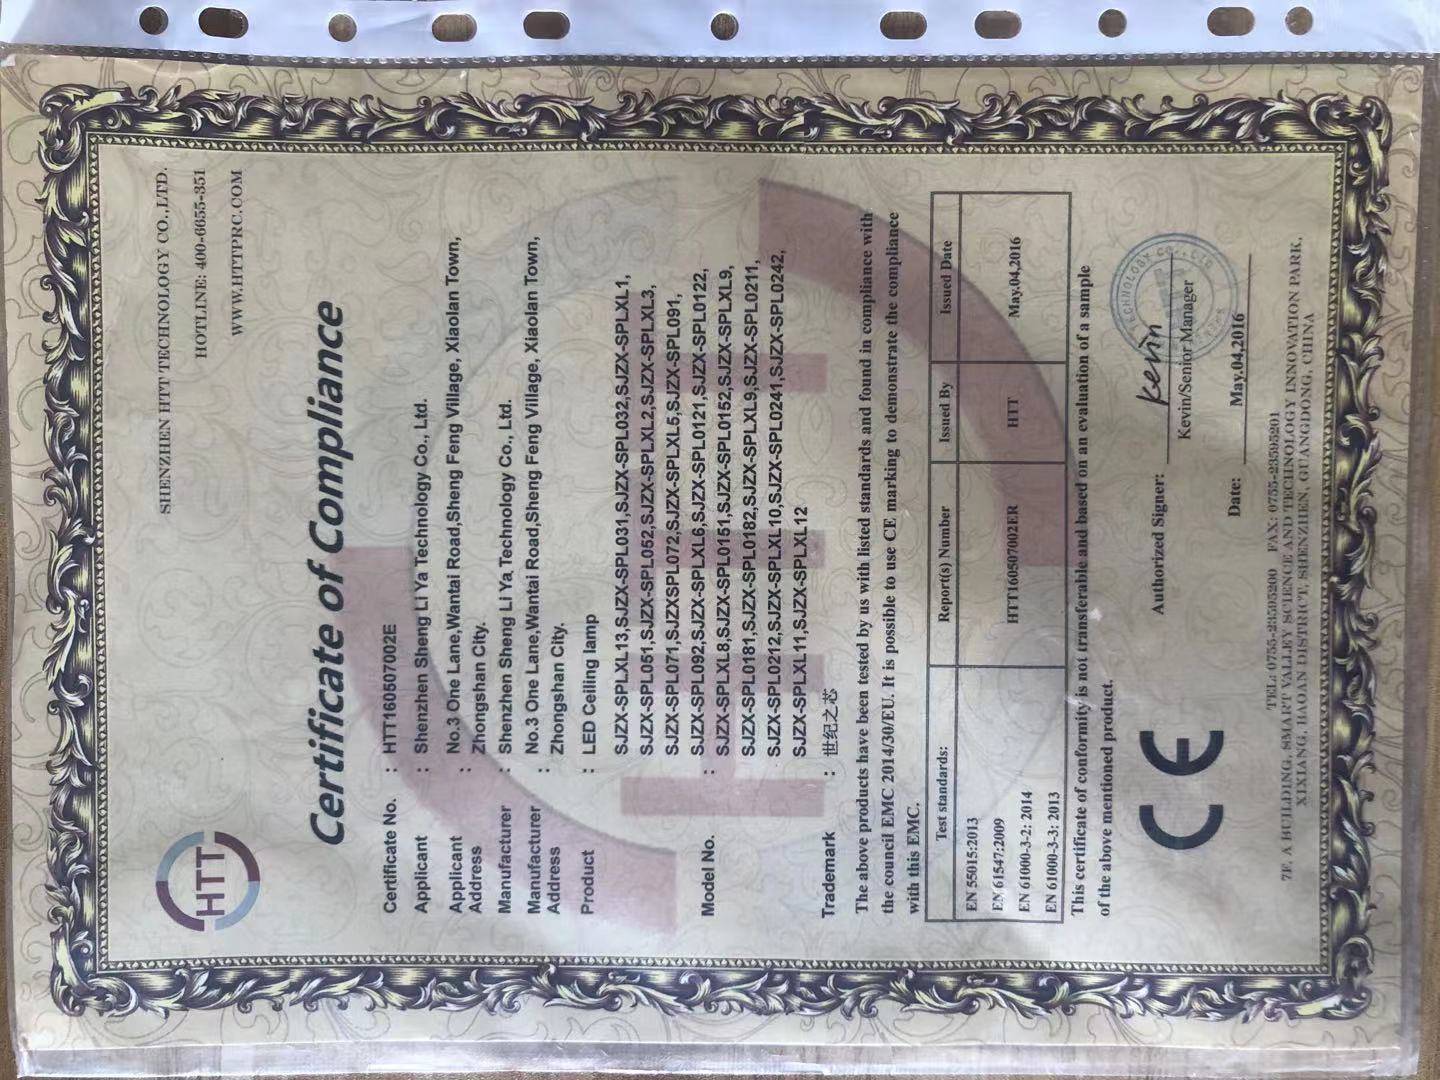 HTT
SHENZHEN HTT TECHNOLOGY CO.,LTD.
HOTLINE: 400-6655-351
WWW.HTTPRC.COM
Certificate of Compliance
Certificate No. : HTT160507002E
Applicant : Shenzhen Sheng Li Ya Technology Co., Ltd.
Applicant Address : No.3 One Lane,Wantai Road,Sheng Feng Village, Xiaolan Town,
Zhongshan City.
Manufacturer : Shenzhen Sheng Li Ya Technology Co., Ltd.
Manufacturer Address : No.3 One Lane,Wantai Road,Sheng Feng Village, Xiaolan Town,
Zhongshan City.
Product : LED Ceiling lamp
Model No. : SJZX-SPLXL13,SJZX-SPL031,SJZX-SPL032,SJZX-SPLXL1,
SJZX-SPL051,SJZX-SPL052,SJZX-SPLXL2,SJZX-SPLXL3,
SJZX-SPL071,SJZXSPL072,SJZX-SPLXL5,SJZX-SPL091,
SJZX-SPL092,SJZX-SPLXL6,SJZX-SPL0121,SJZX-SPL0122,
SJZX-SPLXL8,SJZX-SPL0151,SJZX-SPL0152,SJZX-SPLXL9,
SJZX-SPL0181,SJZX-SPL0182,SJZX-SPLXL9,SJZX-SPL0211,
SJZX-SPL0212,SJZX-SPLXL10,SJZX-SPL0241,SJZX-SPL0242,
SJZX-SPLXL11,SJZX-SPLXL12
Trademark : 世纪之芯
The above products have been tested by us with listed standards and found in compliance with
the council EMC 2014/30/EU. It is possible to use CE marking to demonstrate the compliance
with this EMC.
Test standards: Report(s) Number Issued By Issued Date
EN 55015:2013
EN 61547:2009
EN 61000-3-2: 2014
EN 61000-3-3: 2013
HTT160507002ER HTT May.04,2016
This certificate of conformity is not transferable and based on an evaluation of a sample
of the above mentioned product.
CE
Authorized Signer: Kevin
Kevin/Senior Manager
Date: May.04,2016
TECHNOLOGY CO., LTD
TEL: 0755-23595200 FAX: 0755-23595201
7F, A BUILDING, SMART VALLEY SCIENCE AND TECHNOLOGY INNOVATION PARK,
XIXIANG, BAOAN DISTRICT, SHENZHEN, GUANGDONG, CHINA